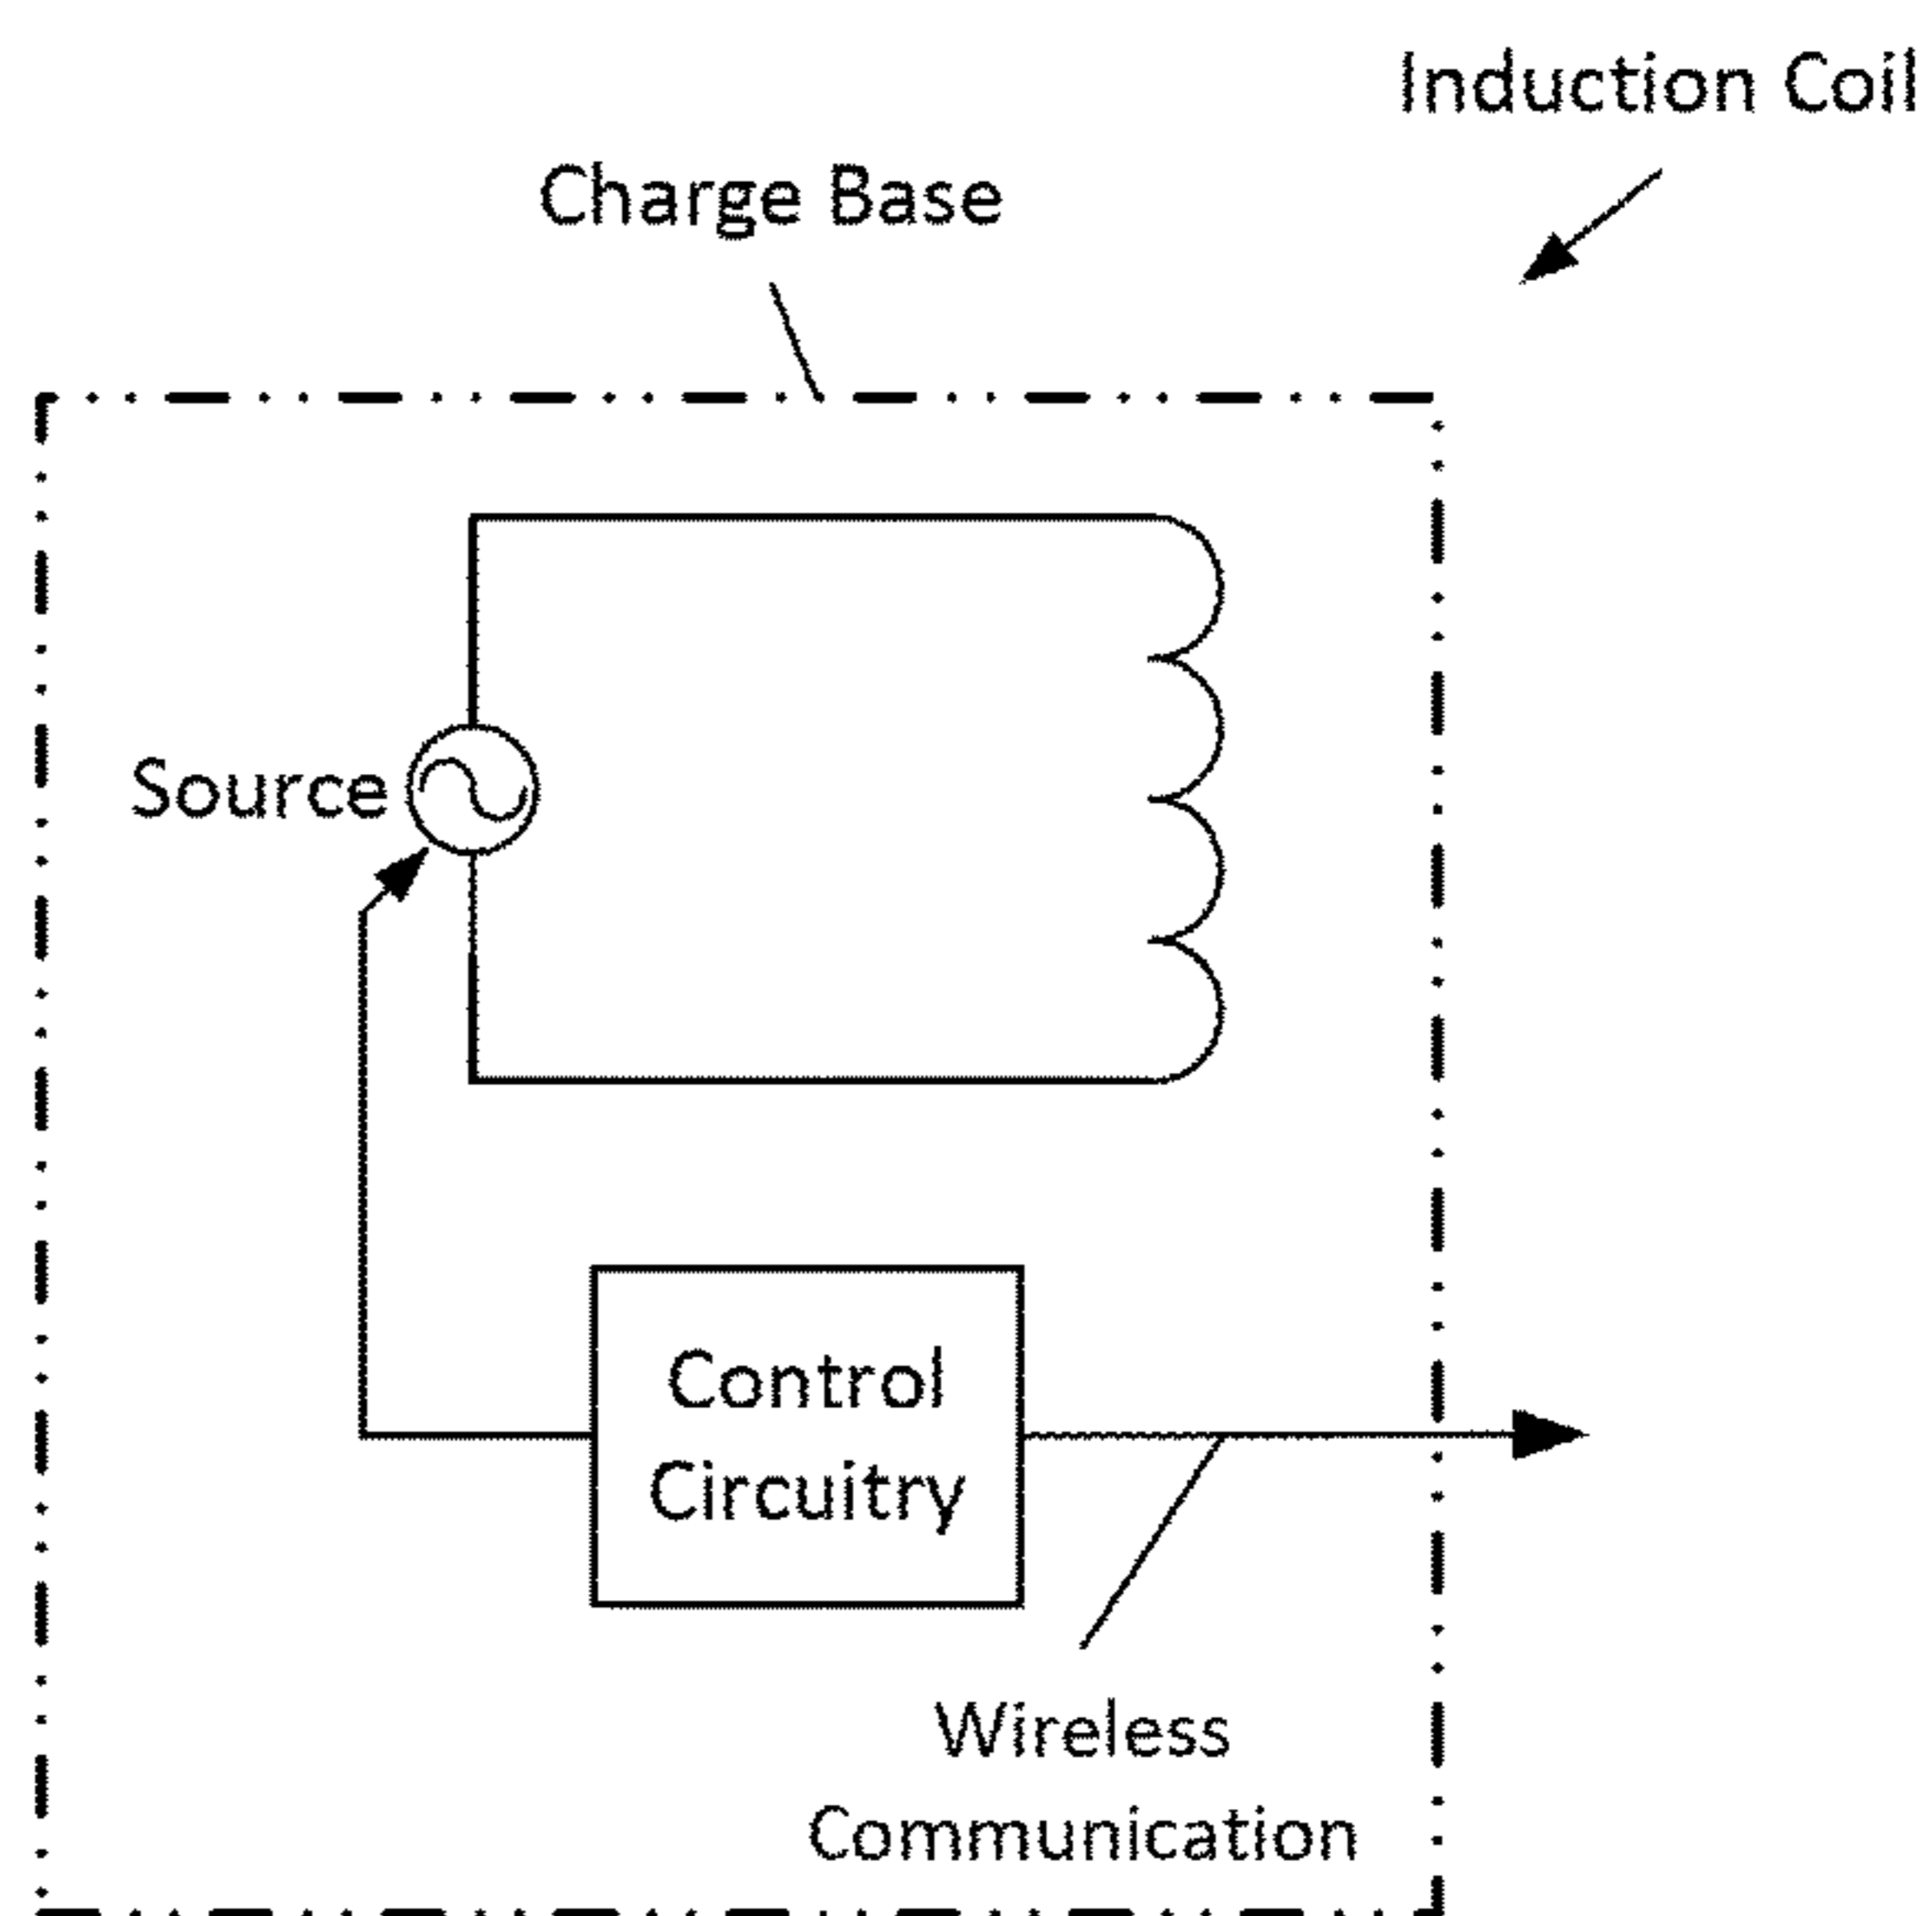 Induction Coil
Charge Base
Source
Control
Circuitry
Wireless
Communication